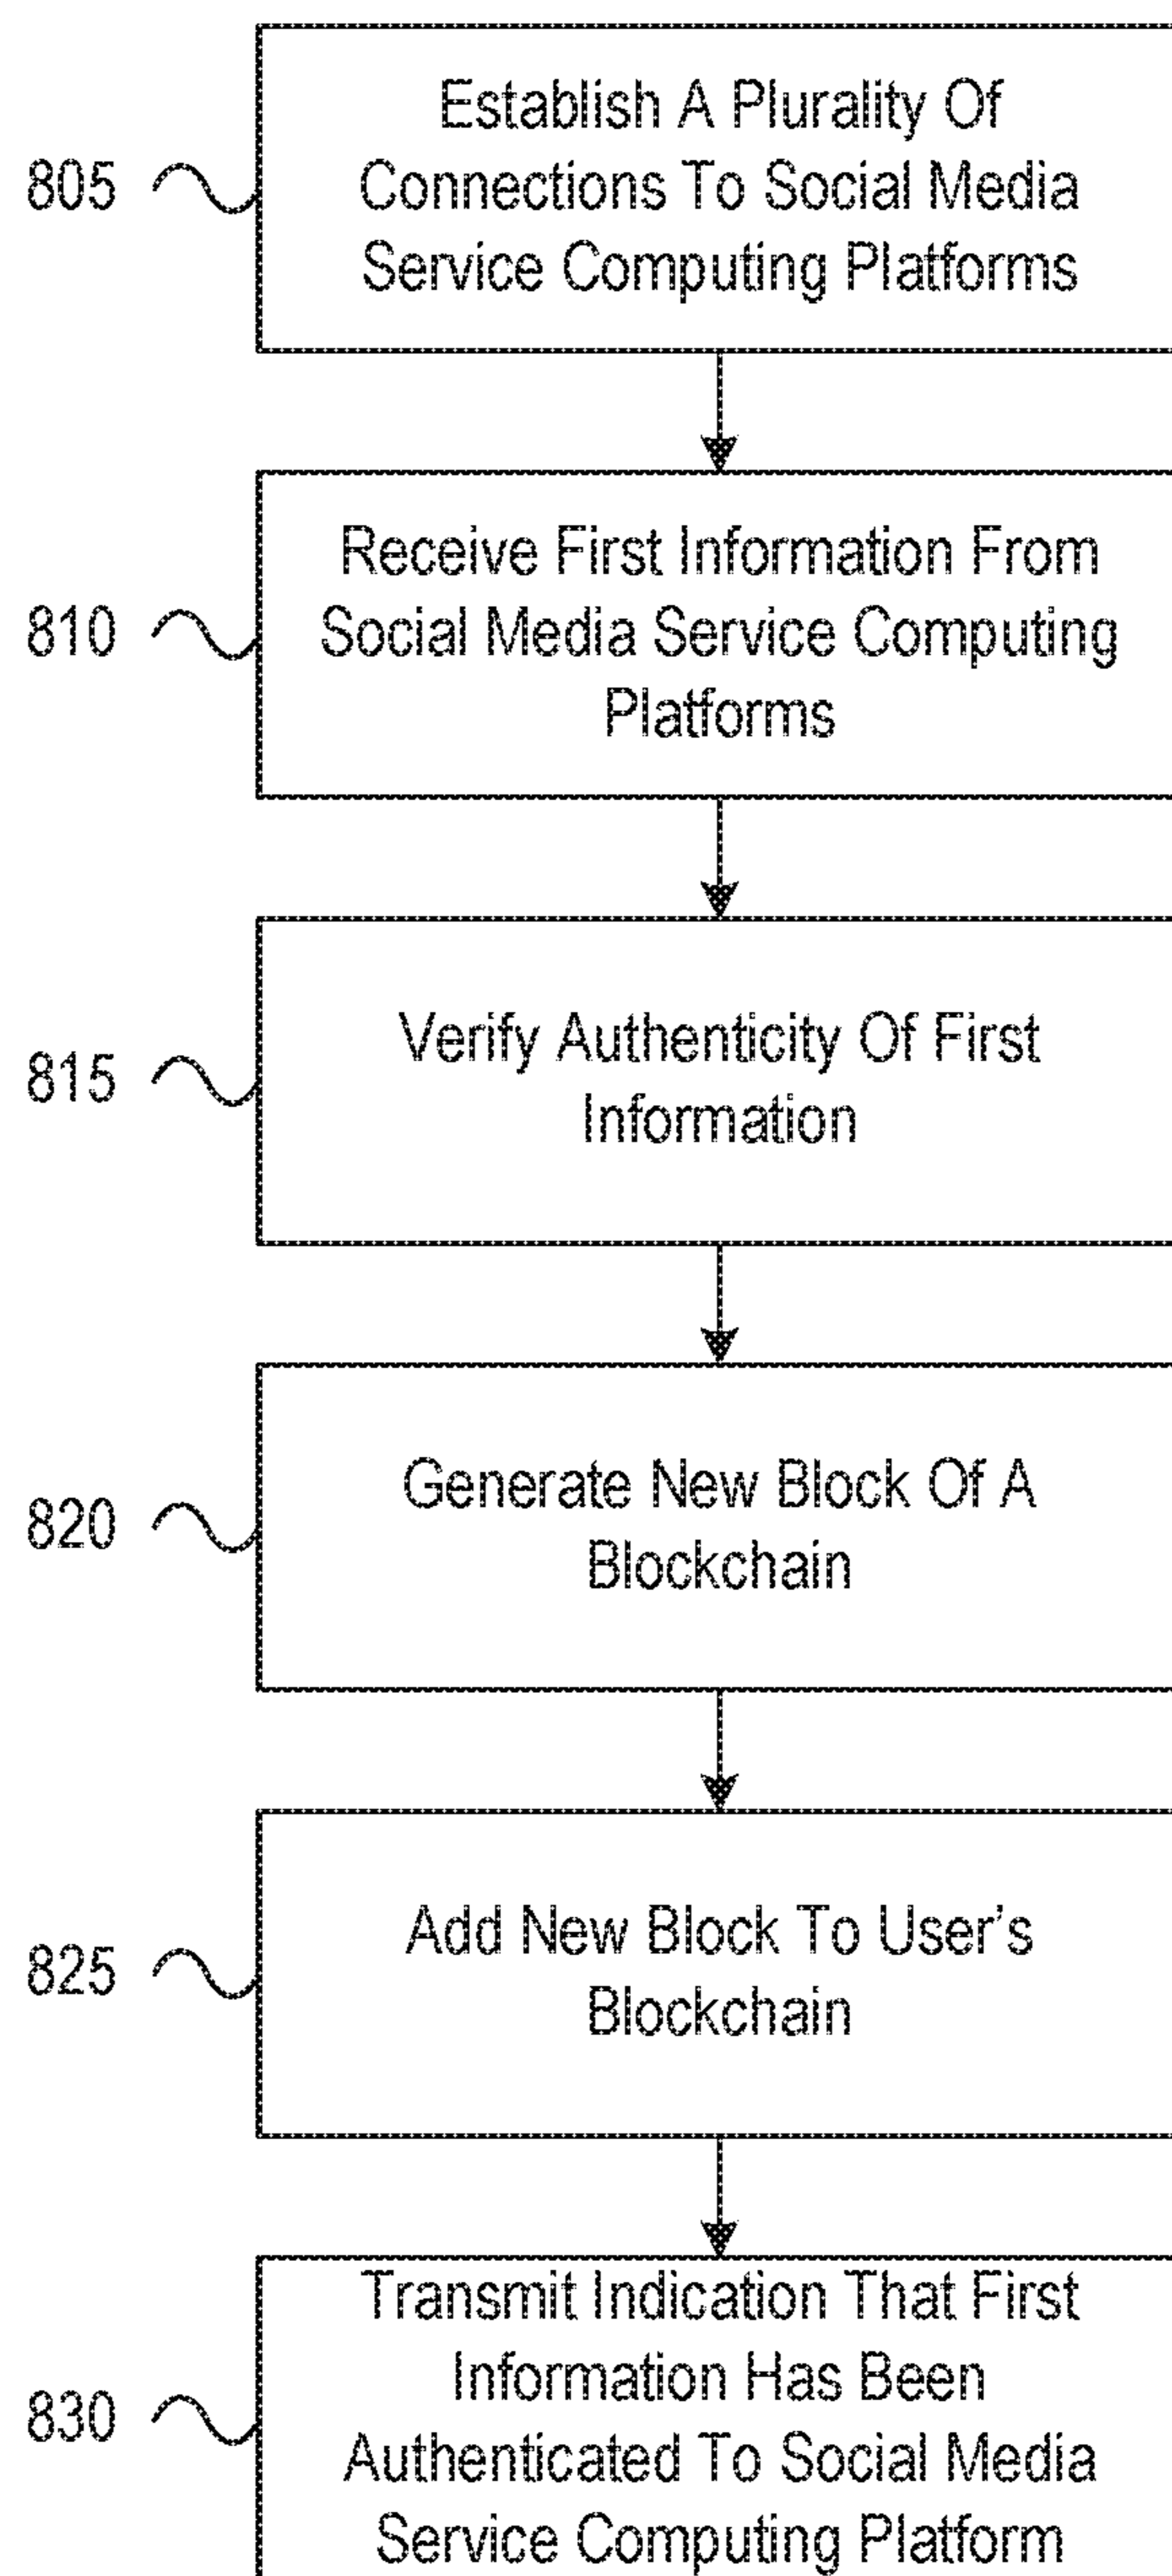 Establish A Plurality Of
805 Connections To Social Media
Service Computing Platforms
Receive First Information From
810 Social Media Service Computing
Platforms
815 Verify Authenticity Of First
Information
820 Generate New Block Of A
Blockchain
825 Add New Block To User's
Blockchain
Transmit Indication That First
Information Has Been
830 Authenticated To Social Media
Service Computing Platform